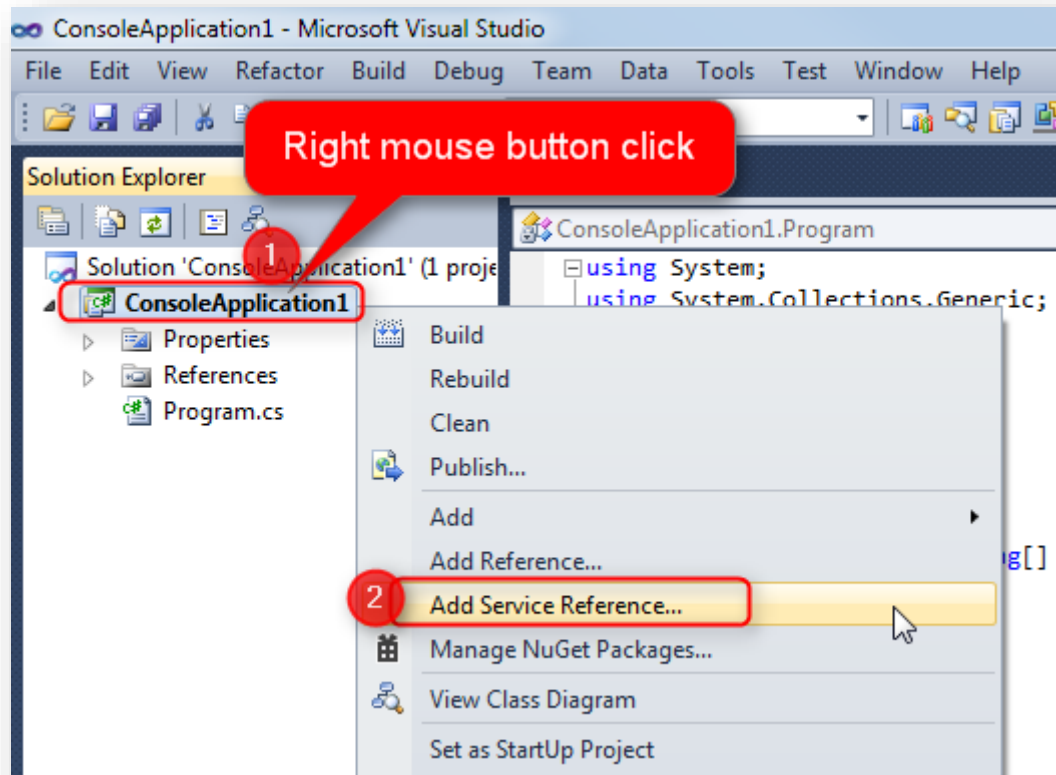 ConsoleApplication1 - Microsoft Visual Studio
File Edit View Refactor Build Debug Team Data Tools Test Window Help
Right mouse button click
Solution Explorer
ConsoleApplication1.Program
1
Solution 'ConsoleApplication1' (1 proje
using System;
ConsoleApplication1
using System.Collections.Generic;
Properties
References
Program.cs
Build
Rebuild
Clean
Publish...
Add
Add Reference...
g[]
2
Add Service Reference...
Manage NuGet Packages...
View Class Diagram
Set as StartUp Project